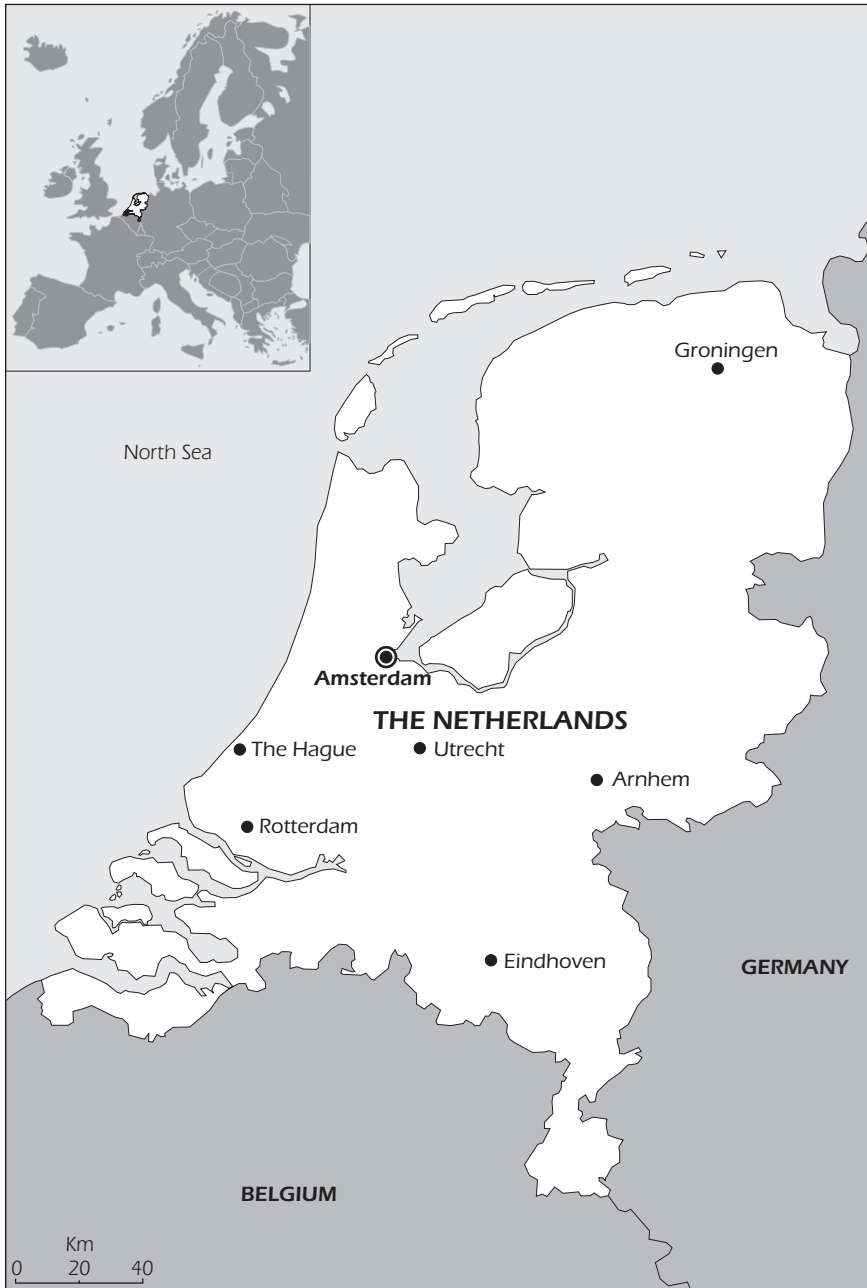 Groningen
North Sea
Amsterdam
THE NETHERLANDS
The Hague
Utrecht
Arnhem
Rotterdam
Eindhoven
GERMANY
BELGIUM
Km
0 20 40